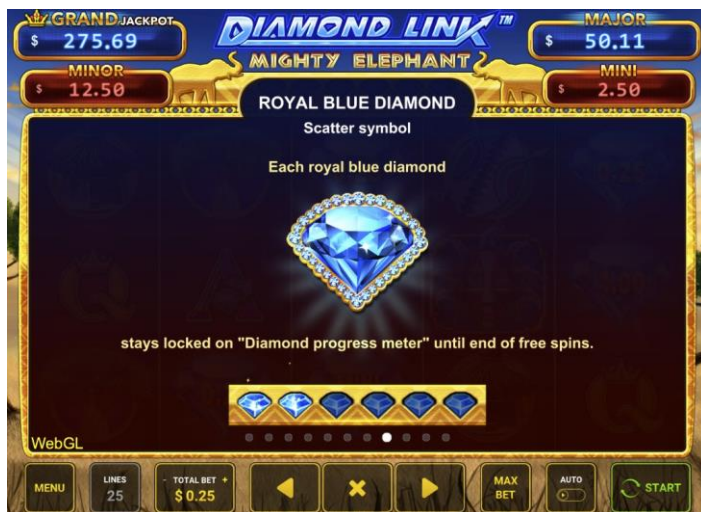 GRAND JACKPOT
$ 275.69
DIAMOND LINK™
MIGHTY ELEPHANT
MAJOR
$ 50.11
MINOR
$ 12.50
MINI
$ 2.50
ROYAL BLUE DIAMOND
Scatter symbol
Each royal blue diamond
stays locked on "Diamond progress meter" until end of free spins.
WebGL
MENU
LINES
25
- TOTAL BET +
$ 0.25
MAX
BET
AUTO
START